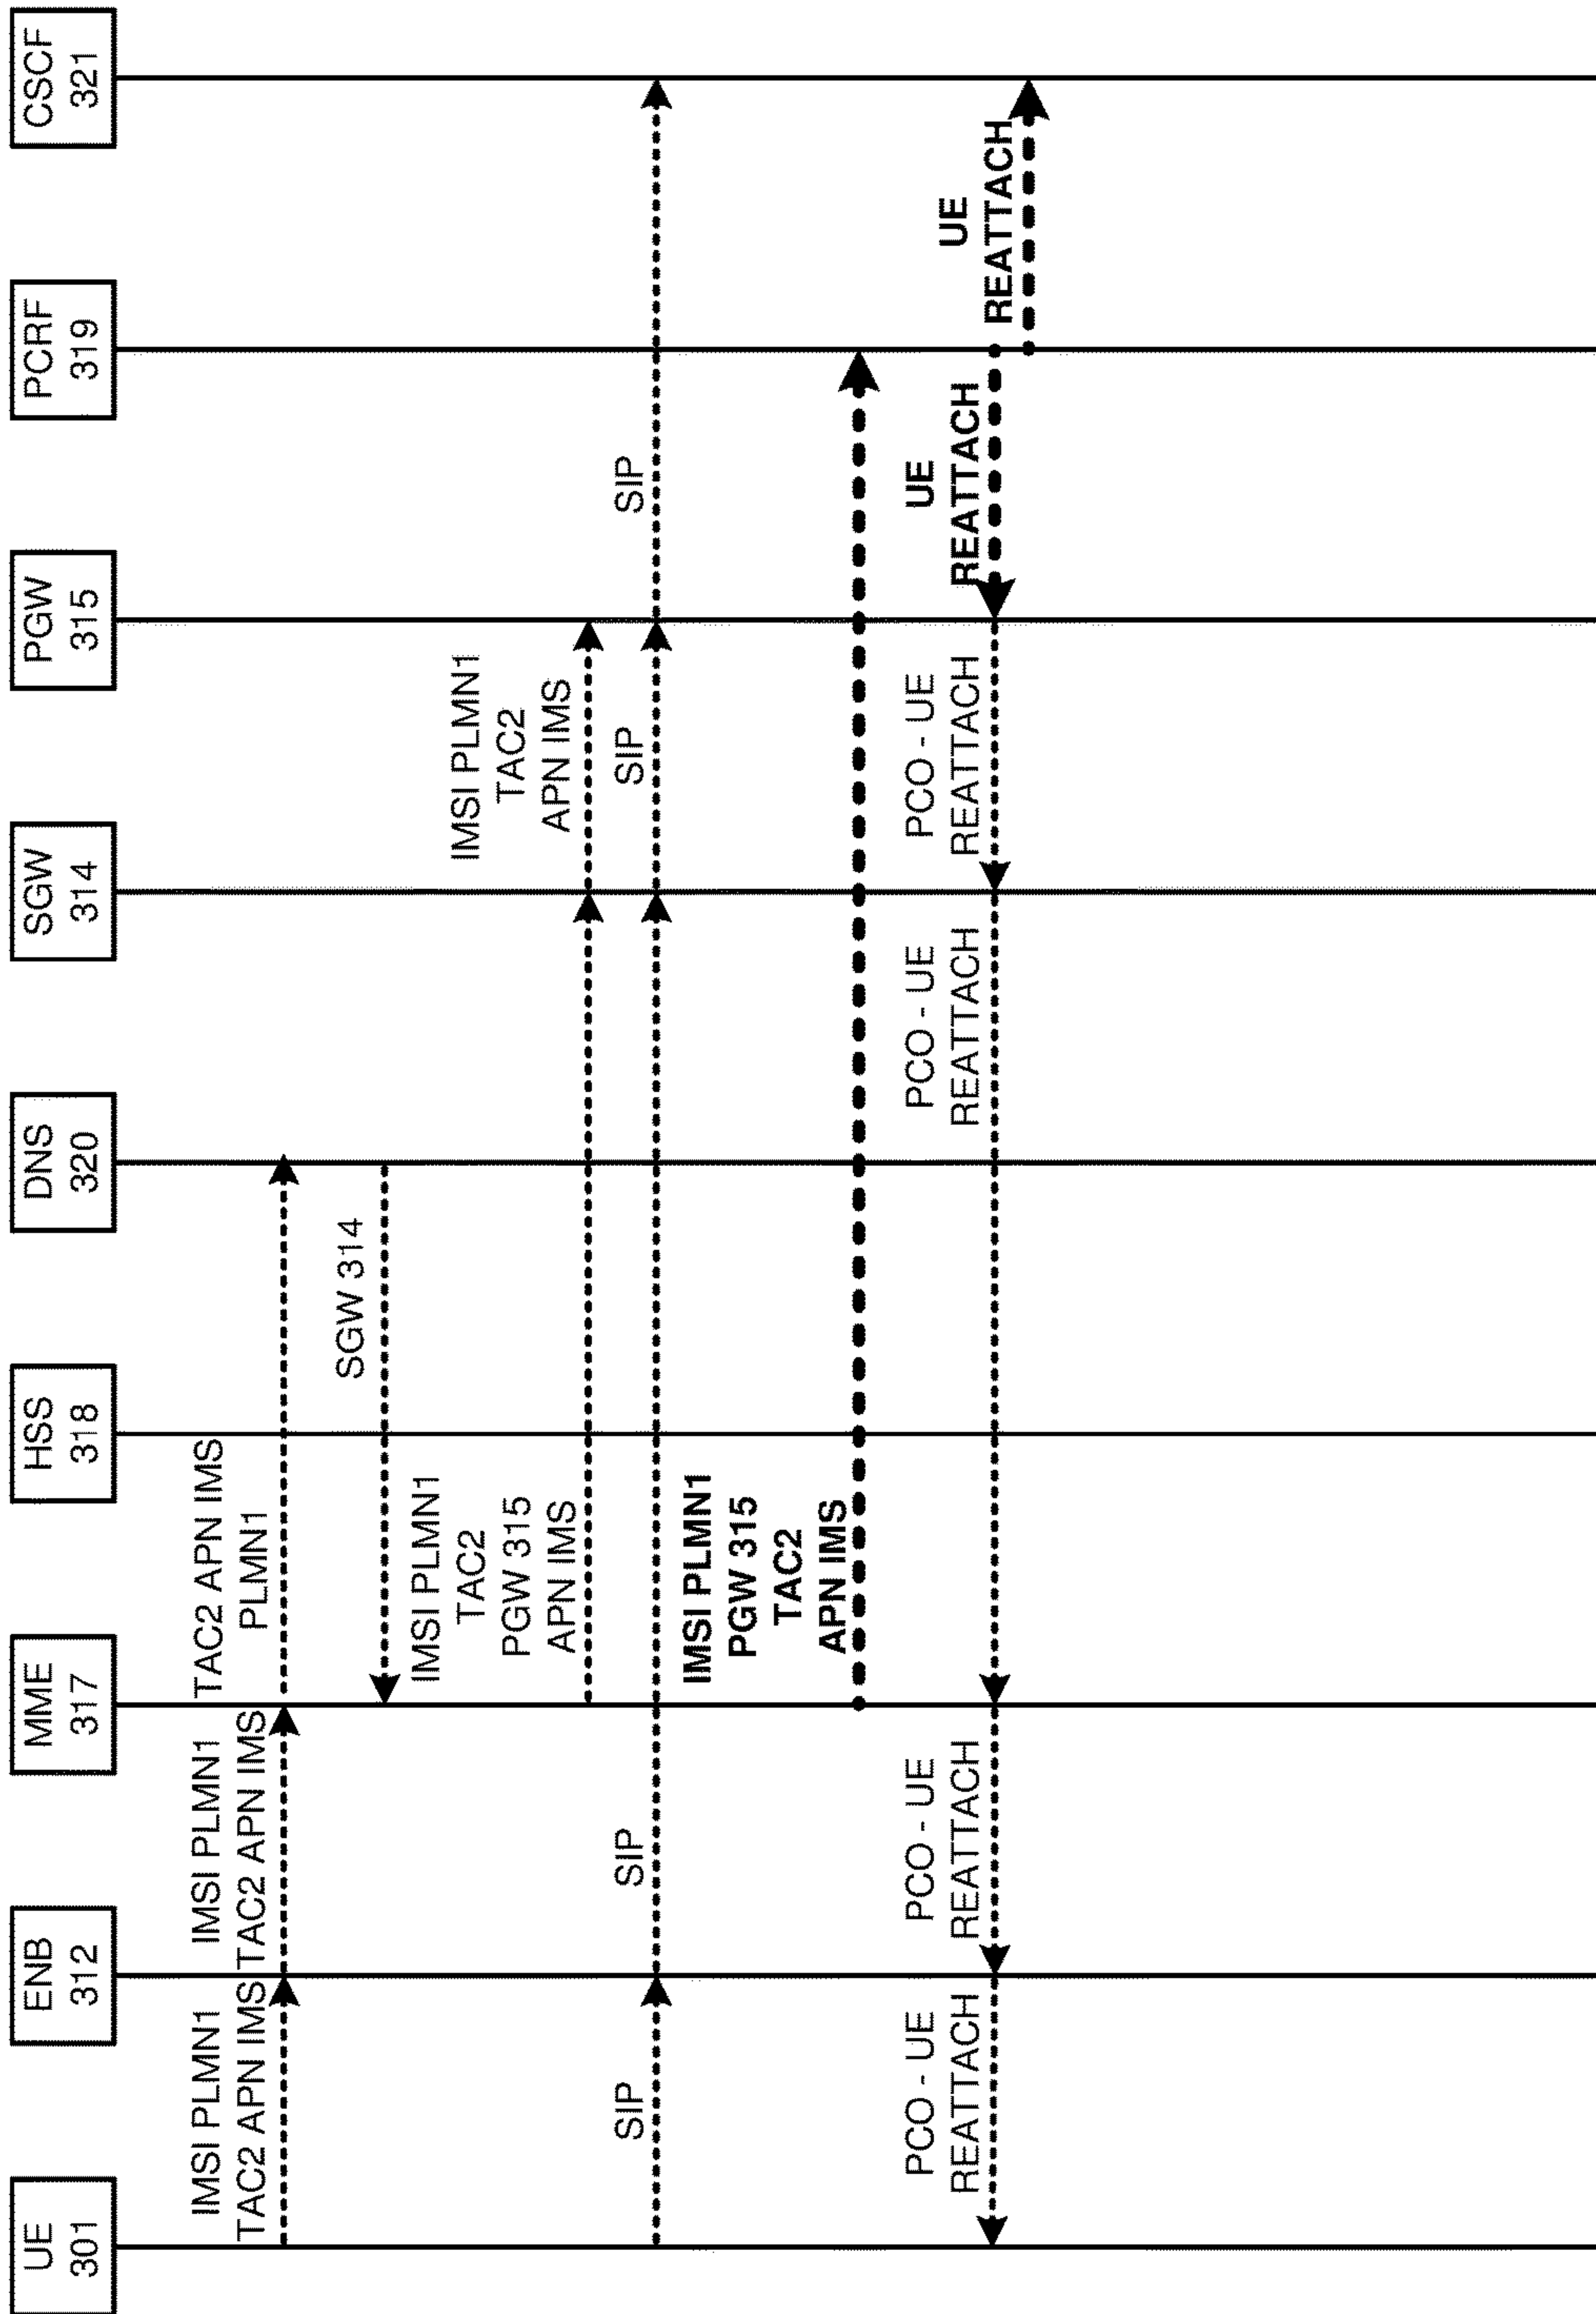 UE
301
ENB
312
MME
317
HSS
318
DNS
320
SGW
314
PGW
315
PCRF
319
CSCF
321
IMSI PLMN1
TAC2 APN IMS
IMSI PLMN1
TAC2 APN IMS
TAC2 APN IMS
PLMN1
SGW 314
IMSI PLMN1
TAC2
PGW 315
APN IMS
IMSI PLMN1
TAC2
APN IMS
SIP
SIP
SIP
SIP
IMSI PLMN1
PGW 315
TAC2
APN IMS
PCO - UE
REATTACH
PCO - UE
REATTACH
PCO - UE
REATTACH
PCO - UE
REATTACH
UE
REATTACH
UE
REATTACH